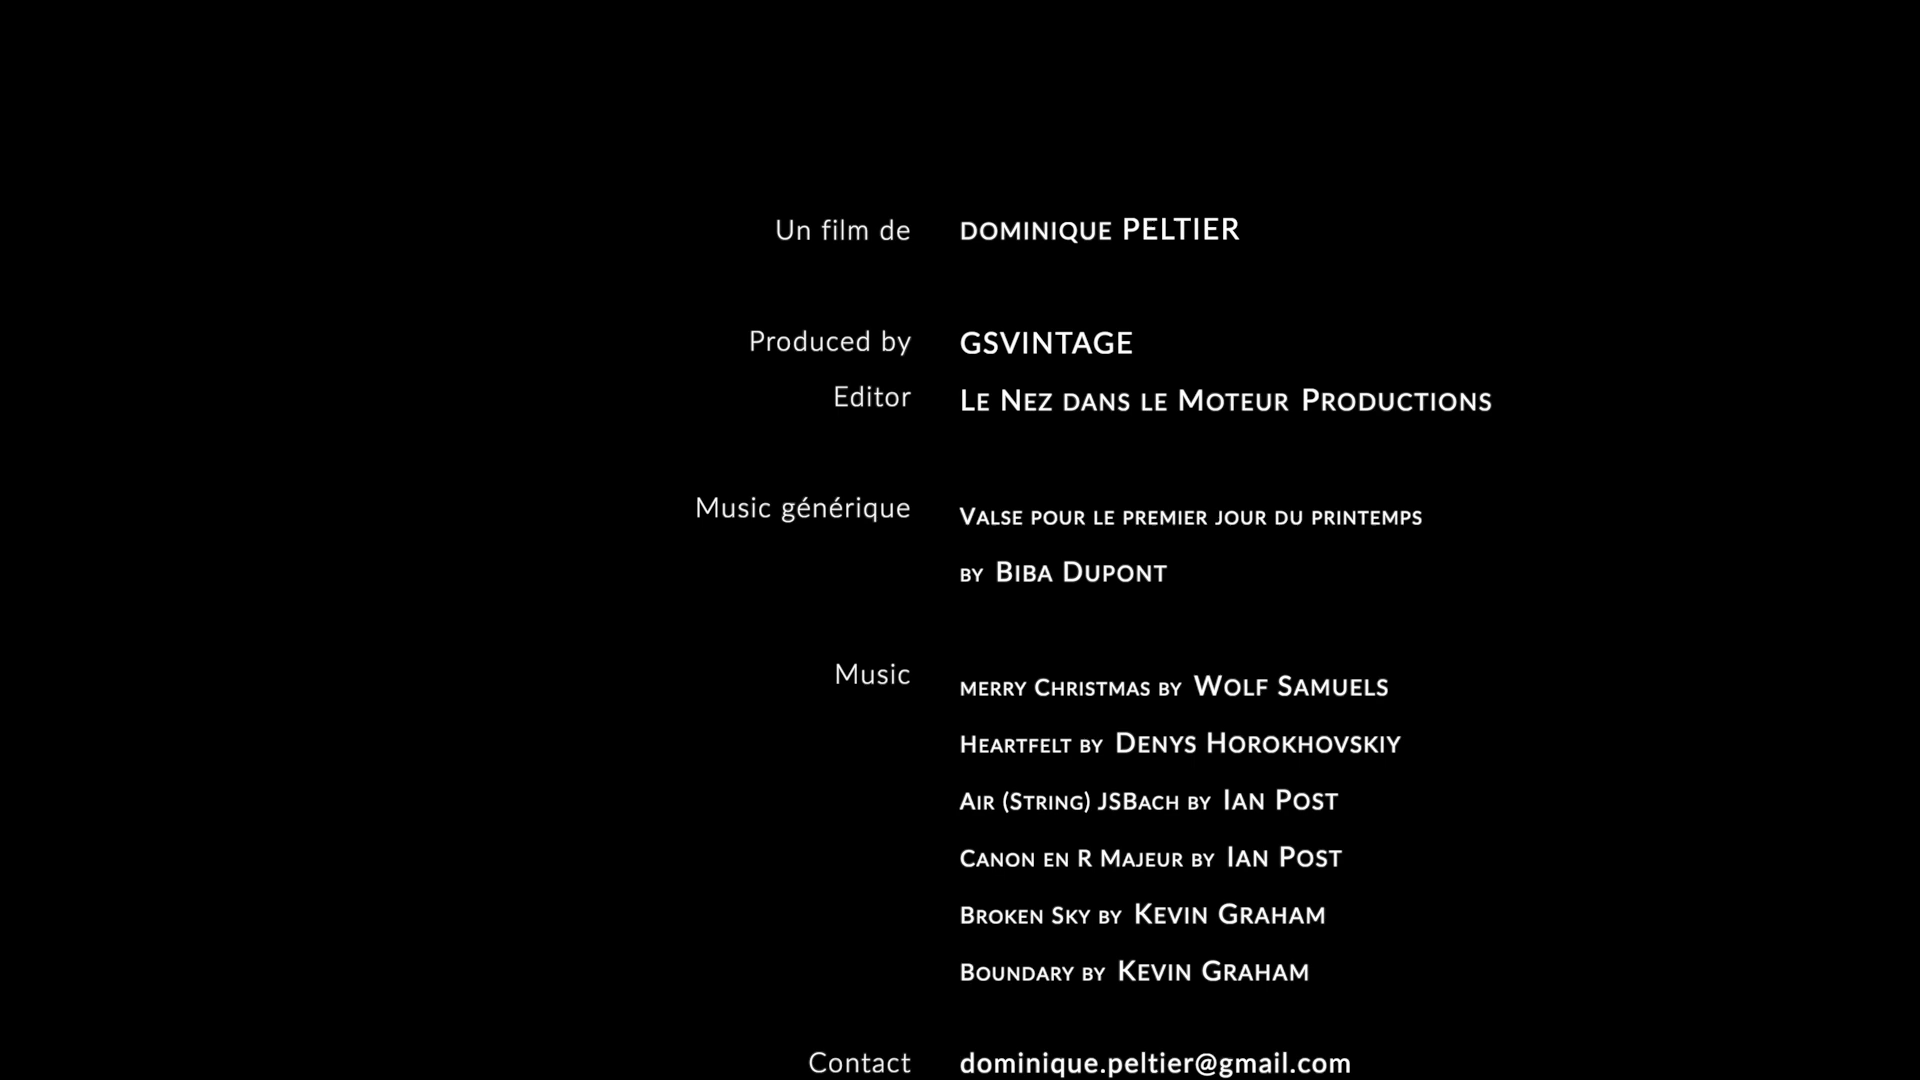 Un film de DOMINIQUE PELTIER
Produced by GSVINTAGE
Editor Le Nez dans le Moteur Productions
Music générique Valse pour le premier jour du printemps
by Biba Dupont
Music merry Christmas by Wolf Samuels
Heartfelt by Denys Horokhovskiy
Air (String) JSBach by Ian Post
Canon en R Majeur by Ian Post
Broken Sky by Kevin Graham
Boundary by Kevin Graham
Contact dominique.peltier@gmail.com